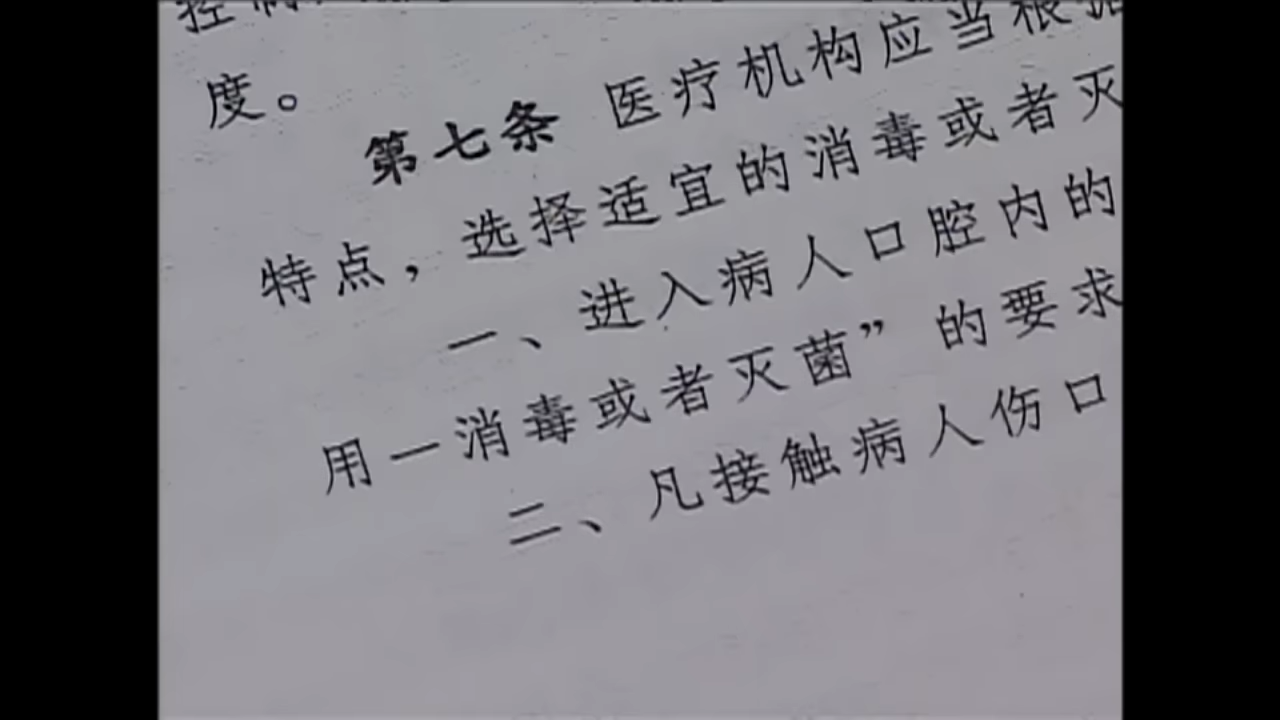 度。
第七条 医疗机构应当根据
特点，选择适宜的消毒或者灭
一、进入病人口腔内的
用一消毒或者灭菌”的要求
二、凡接触病人伤口